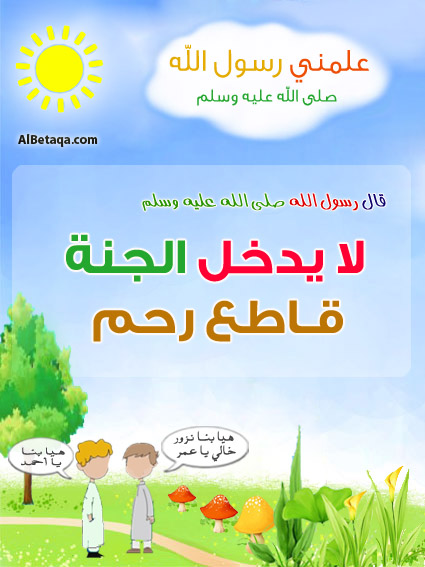 علمني رسول الله
صلى الله عليه وسلم
AlBetaqa.com
قال رسول الله صلى الله عليه وسلم
لا يدخل الجنة
قاطع رحم
هيا بنا نزور
خالي يا عمر
هيا بنا
يا أحمد